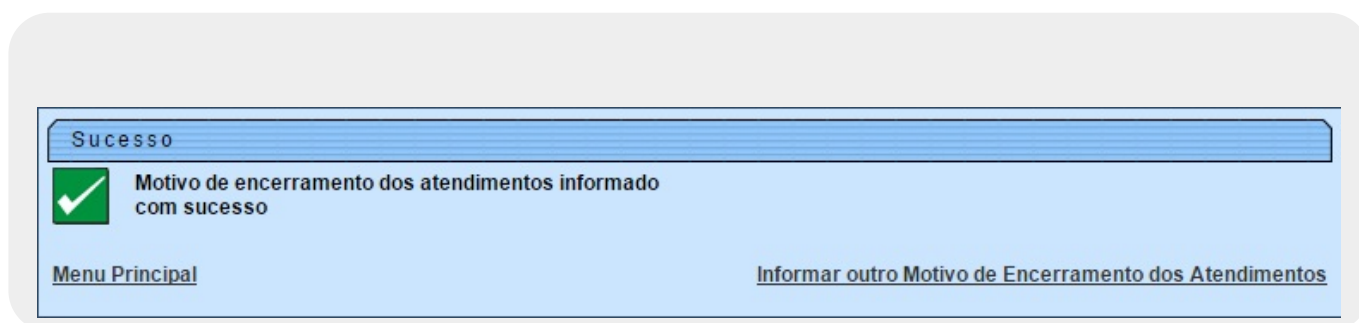 Sucesso
Motivo de encerramento dos atendimentos informado
com sucesso
Menu Principal
Informar outro Motivo de Encerramento dos Atendimentos